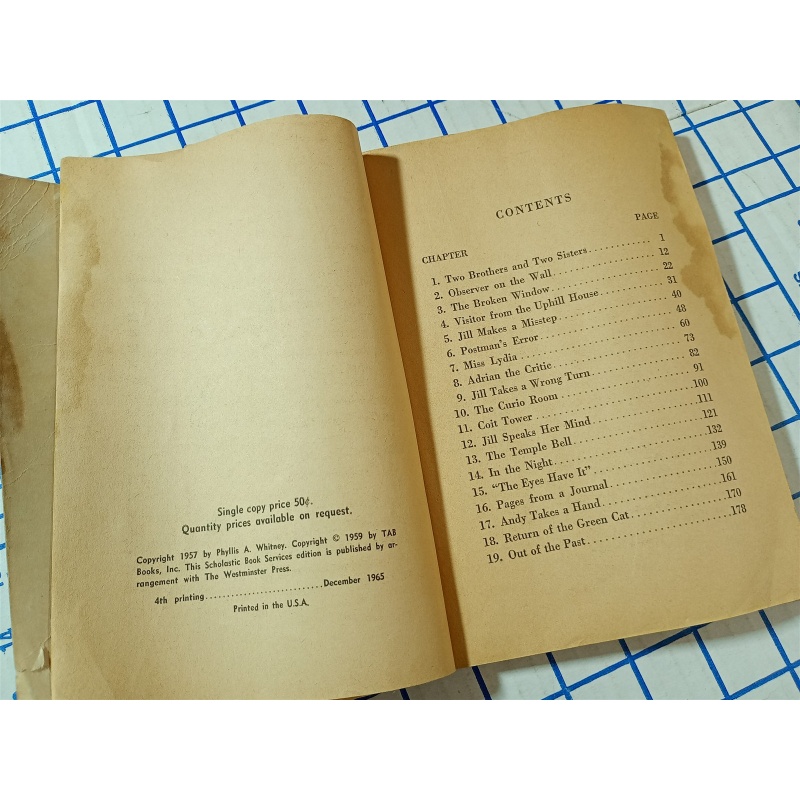 Single copy price 50¢.
Quantity prices available on request.
Copyright 1957 by Phyllis A. Whitney. Copyright © 1959 by TAB
Books, Inc. This Scholastic Book Services edition is published by ar-
rangement with The Westminster Press.
4th printing..........................December 1965
Printed in the U.S.A.
CONTENTS
CHAPTER PAGE
1. Two Brothers and Two Sisters............ 1
2. Observer on the Wall.................... 12
3. The Broken Window...................... 22
4. Visitor from the Uphill House............ 31
5. Jill Makes a Misstep..................... 40
6. Postman's Error......................... 48
7. Miss Lydia.............................. 60
8. Adrian the Critic........................ 73
9. Jill Takes a Wrong Turn.................. 82
10. The Curio Room......................... 91
11. Coit Tower..............................100
12. Jill Speaks Her Mind.....................111
13. The Temple Bell.........................121
14. In the Night.............................132
15. "The Eyes Have It"......................139
16. Pages from a Journal.....................150
17. Andy Takes a Hand......................161
18. Return of the Green Cat..................170
19. Out of the Past..........................178